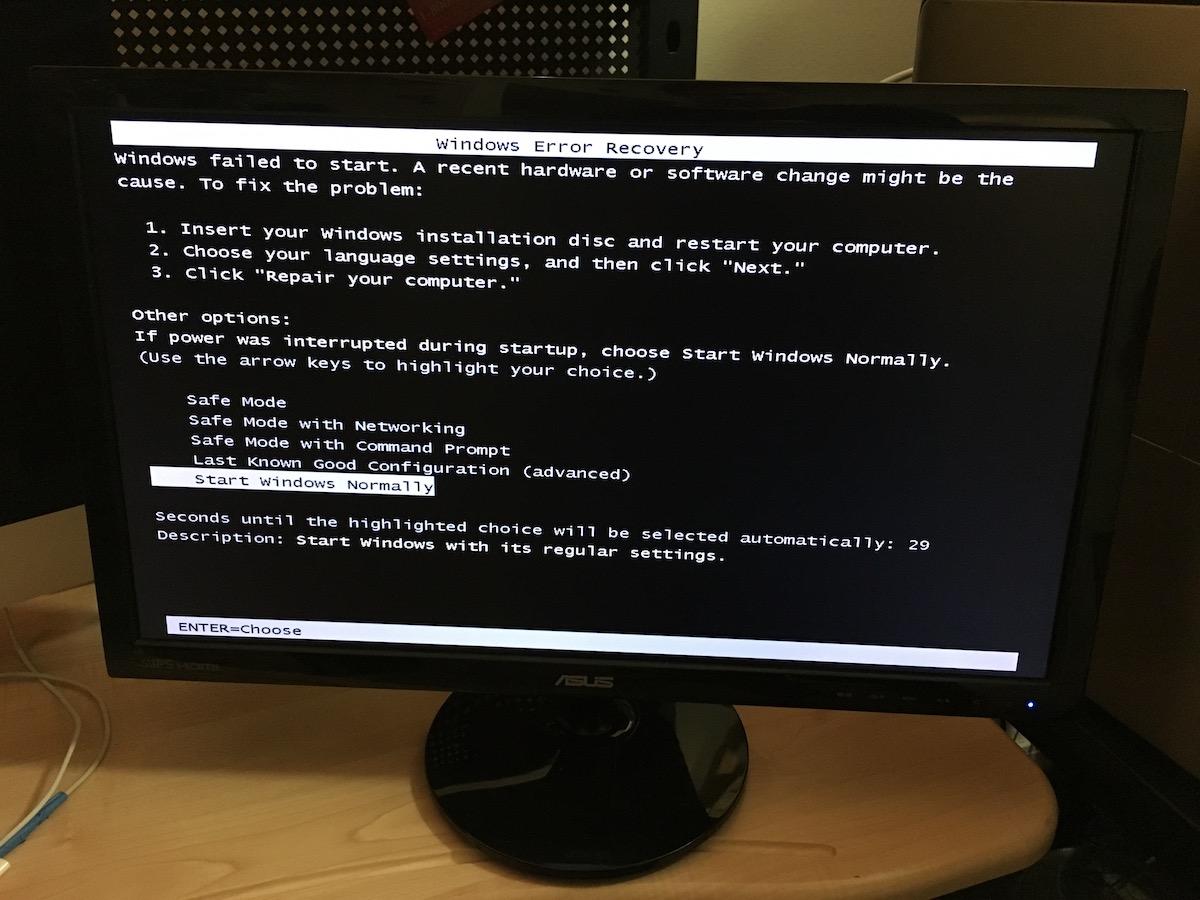 Windows Error Recovery
Windows failed to start. A recent hardware or software change might be the
cause. To fix the problem:
1. Insert your Windows installation disc and restart your computer.
2. Choose your language settings, and then click "Next."
3. Click "Repair your computer."
Other options:
If power was interrupted during startup, choose Start Windows Normally.
(Use the arrow keys to highlight your choice.)
Safe Mode
Safe Mode with Networking
Safe Mode with Command Prompt
Last Known Good Configuration (advanced)
Start Windows Normally
Seconds until the highlighted choice will be selected automatically: 29
Description: Start Windows with its regular settings.
ENTER=Choose
HDMI
ASUS